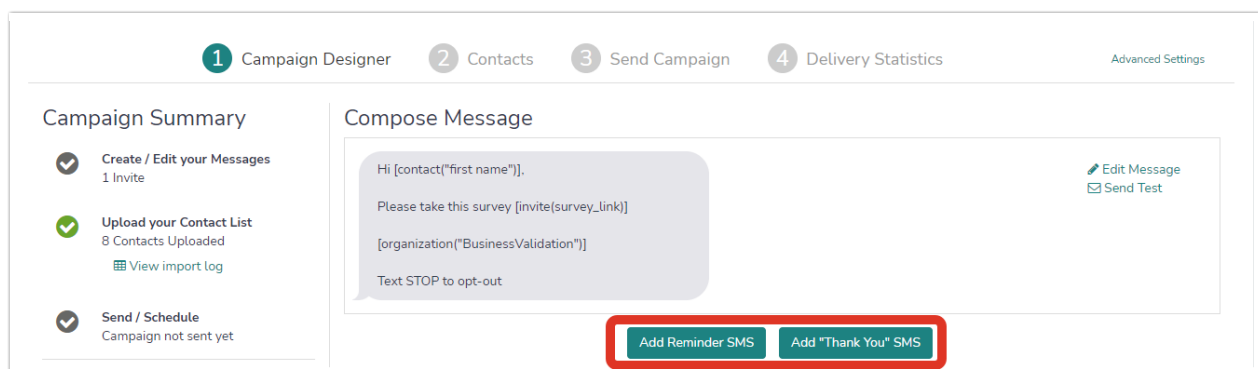 1 Campaign Designer 2 Contacts 3 Send Campaign 4 Delivery Statistics Advanced Settings
Campaign Summary
Create / Edit your Messages
1 Invite
Upload your Contact List
8 Contacts Uploaded
View import log
Send / Schedule
Campaign not sent yet
Compose Message
Hi [contact("first name")],
Please take this survey [invite(survey_link)]
[organization("BusinessValidation")]
Text STOP to opt-out
Edit Message
Send Test
Add Reminder SMS Add "Thank You" SMS